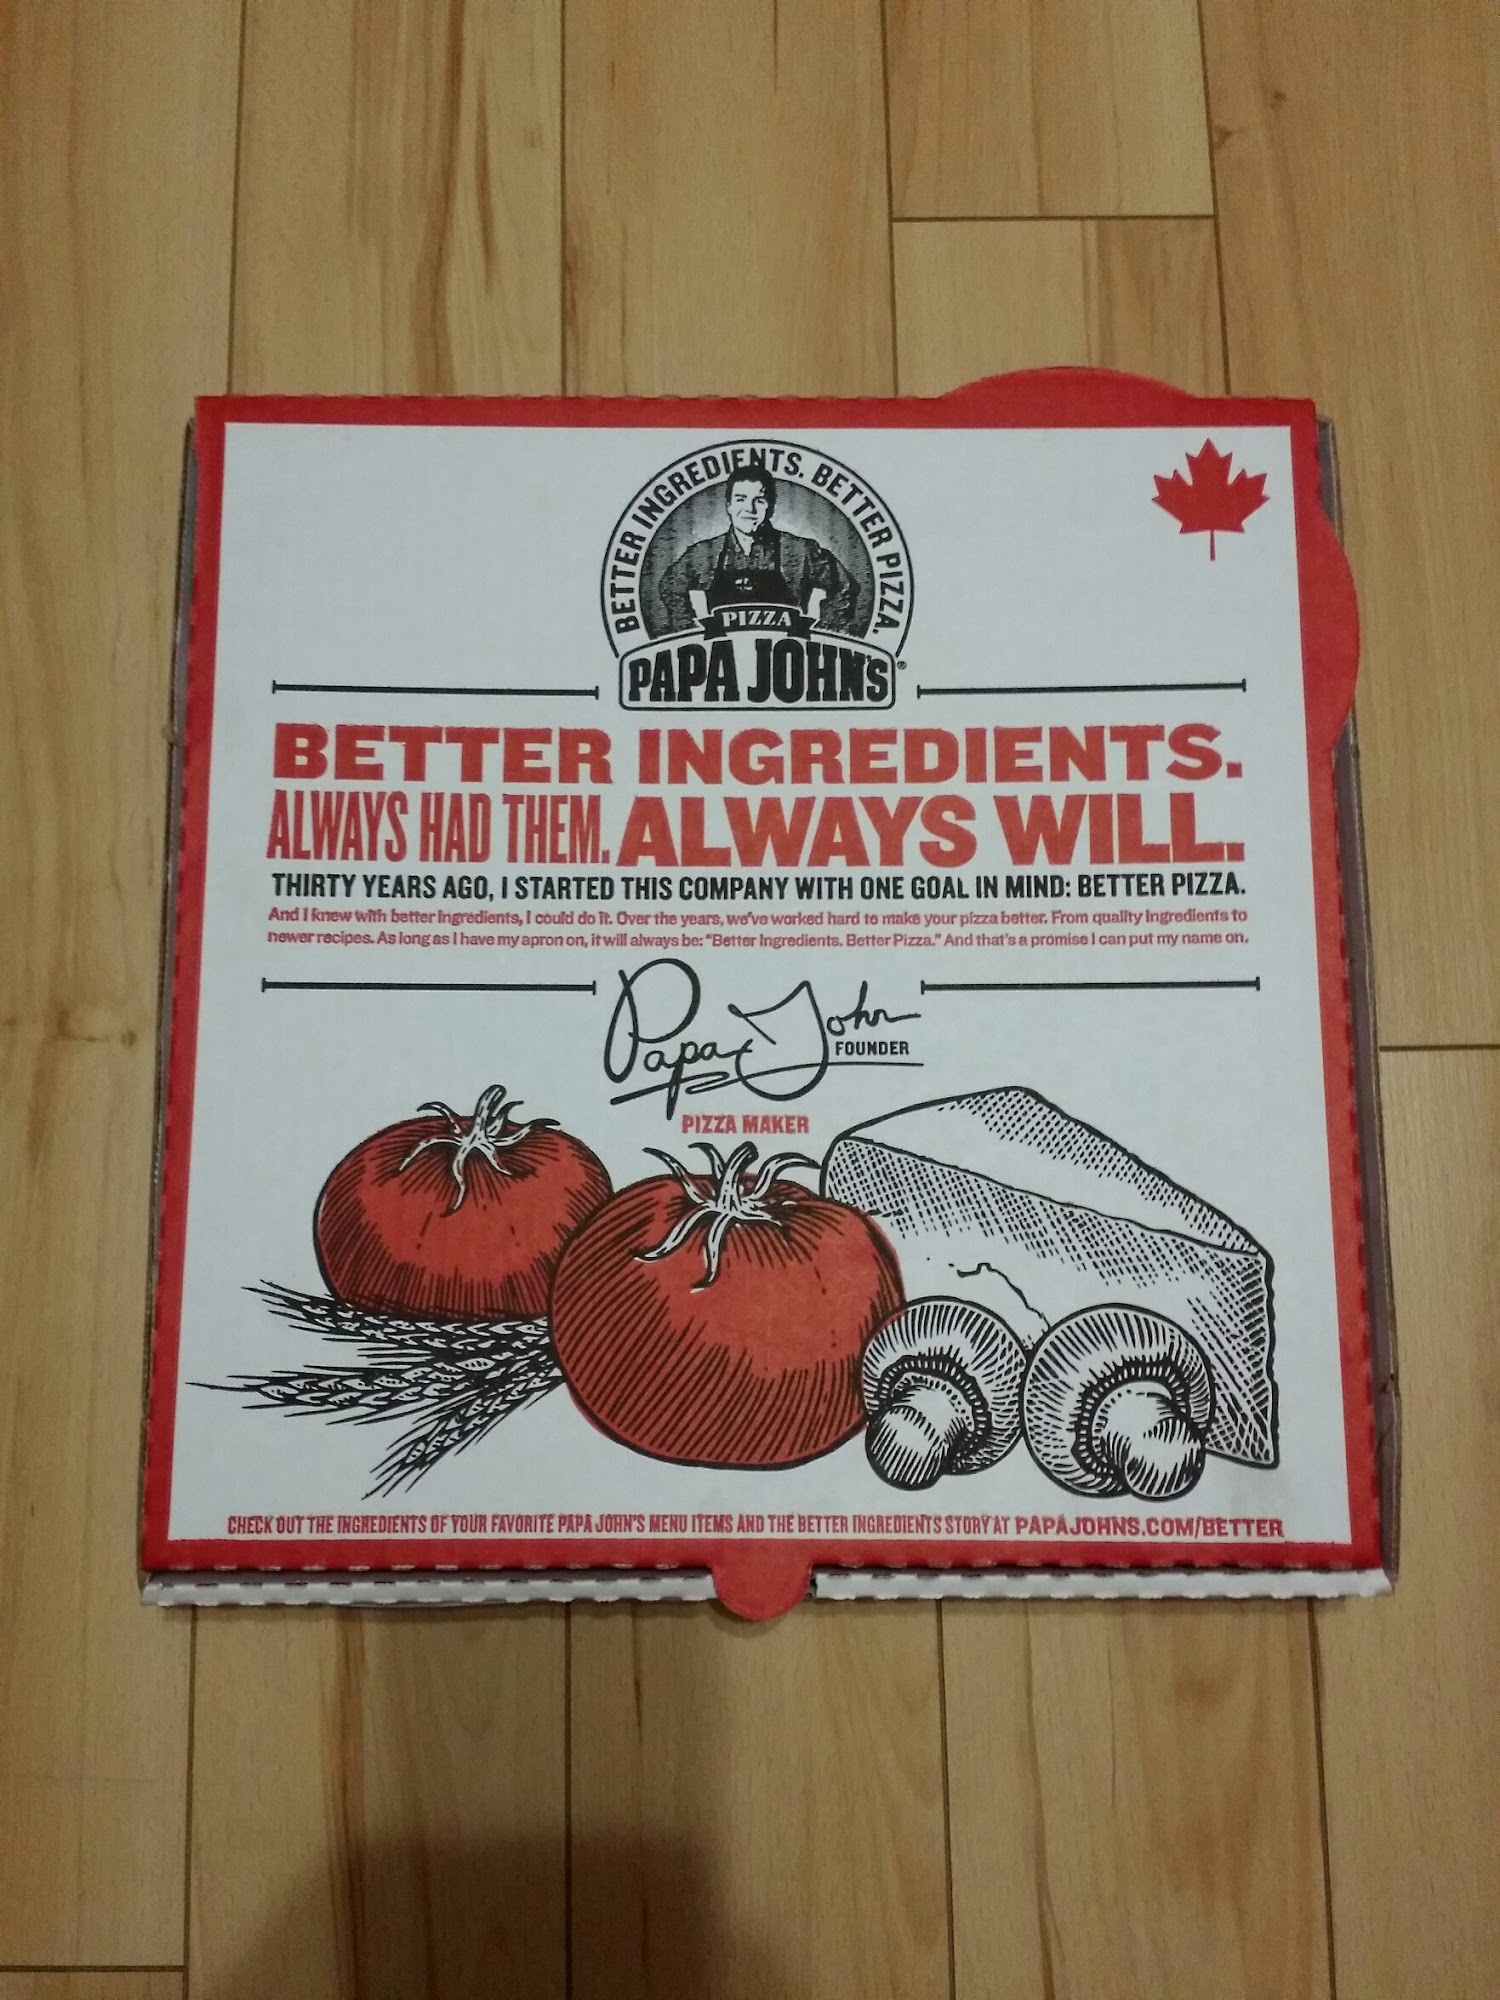 BETTER INGREDIENTS. BETTER PIZZA.
PIZZA
PAPA JOHN'S®
BETTER INGREDIENTS.
ALWAYS HAD THEM. ALWAYS WILL.
THIRTY YEARS AGO, I STARTED THIS COMPANY WITH ONE GOAL IN MIND: BETTER PIZZA.
And I knew with better ingredients, I could do it. Over the years, we've worked hard to make your pizza better. From quality ingredients to
newer recipes. As long as I have my apron on, it will always be: "Better Ingredients. Better Pizza." And that's a promise I can put my name on.
Papa John
FOUNDER
PIZZA MAKER
CHECK OUT THE INGREDIENTS OF YOUR FAVORITE PAPA JOHN'S MENU ITEMS AND THE BETTER INGREDIENTS STORY AT PAPAJOHNS.COM/BETTER